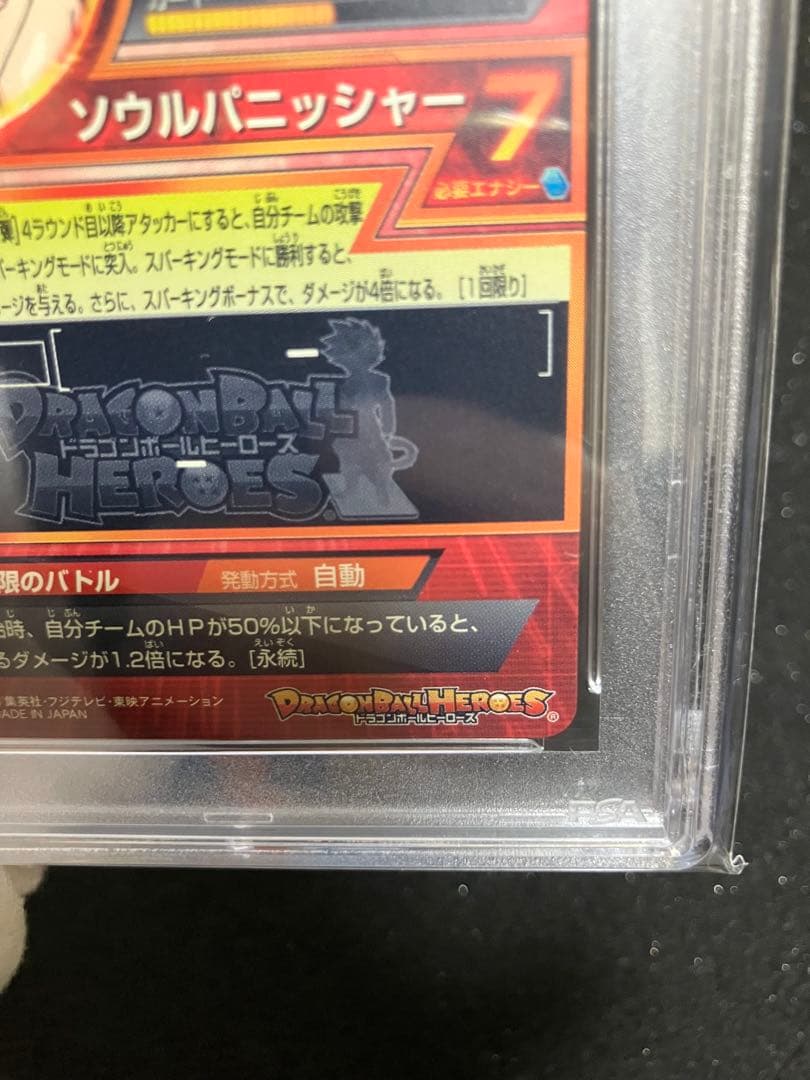 ガード
ソウルパニッシャー 7
必要エナジー
弾]4ラウンド目以降アタッカーにすると、自分チームの攻撃
パーキングモードに突入。スパーキングモードに勝利すると、
ージを与える。さらに、スパーキングボーナスで、ダメージが4倍になる。[1回限り]
DRAGONBALL
ドラゴンボールヒーローズ
HEROES
限のバトル 発動方式 自動
始時、自分チームのHPが50%以下になっていると、
るダメージが1.2倍になる。[永続]
集英社・フジテレビ・東映アニメーション
MADE IN JAPAN
DRAGONBALL HEROES®
ドラゴンボールヒーローズ
PSA